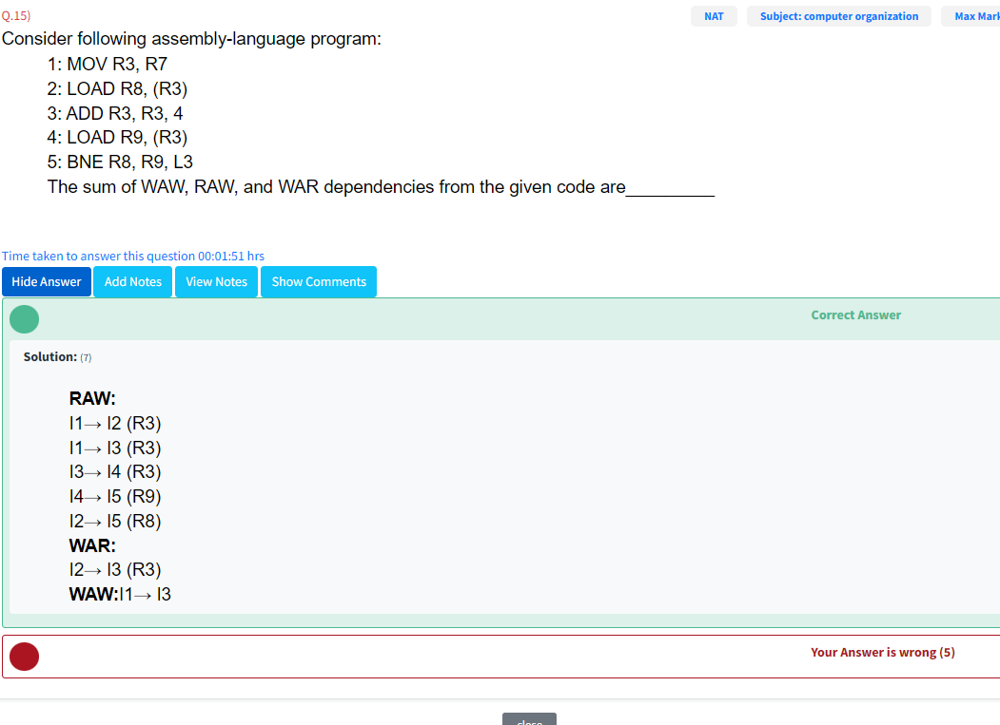 Q.15)
NAT
Subject: computer organization
Max Mark
Consider following assembly-language program:
1: MOV R3, R7
2: LOAD R8, (R3)
3: ADD R3, R3, 4
4: LOAD R9, (R3)
5: BNE R8, R9, L3
The sum of WAW, RAW, and WAR dependencies from the given code are__________
Time taken to answer this question 00:01:51 hrs
Hide Answer
Add Notes
View Notes
Show Comments
Correct Answer
Solution: (7)
RAW:
I1→ I2 (R3)
I1→ I3 (R3)
I3→ I4 (R3)
I4→ I5 (R9)
I2→ I5 (R8)
WAR:
I2→ I3 (R3)
WAW:I1→ I3
Your Answer is wrong (5)
close